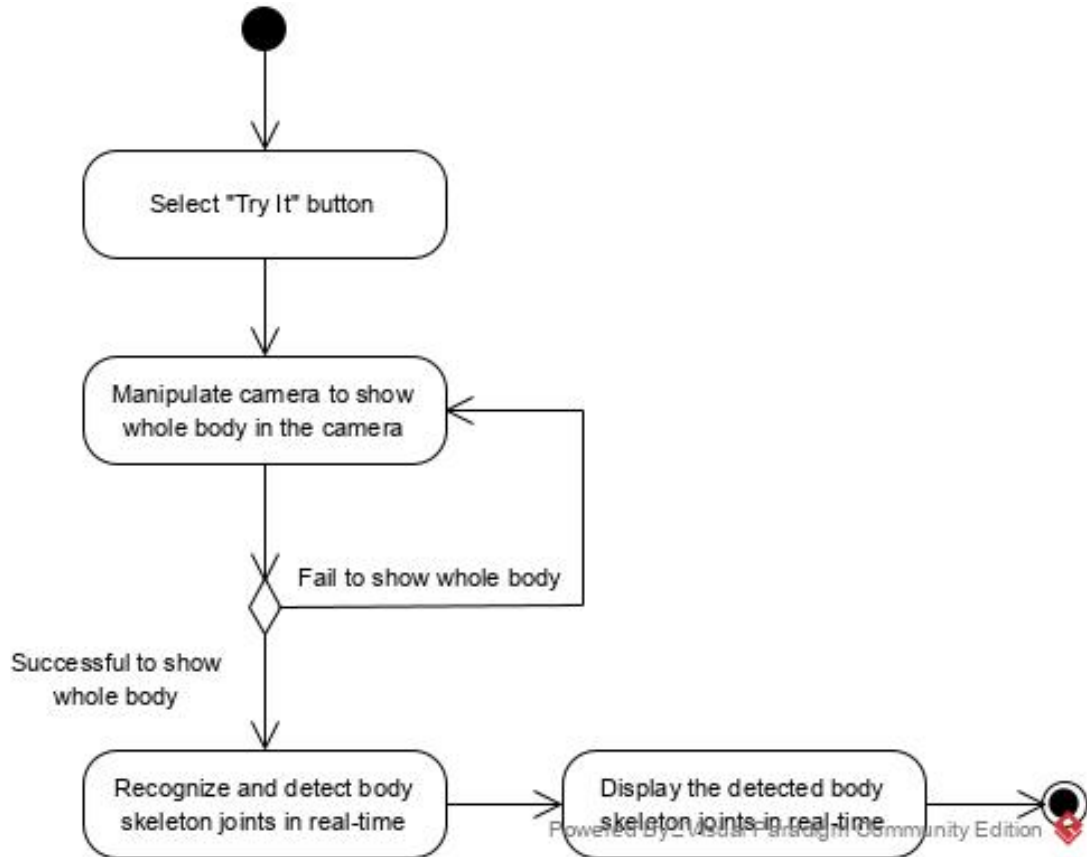 Select "Try It" button
Manipulate camera to show
whole body in the camera
Fail to show whole body
Successful to show
whole body
Recognize and detect body
skeleton joints in real-time
Display the detected body
skeleton joints in real-time
Powered By Visual Paradigm Community Edition